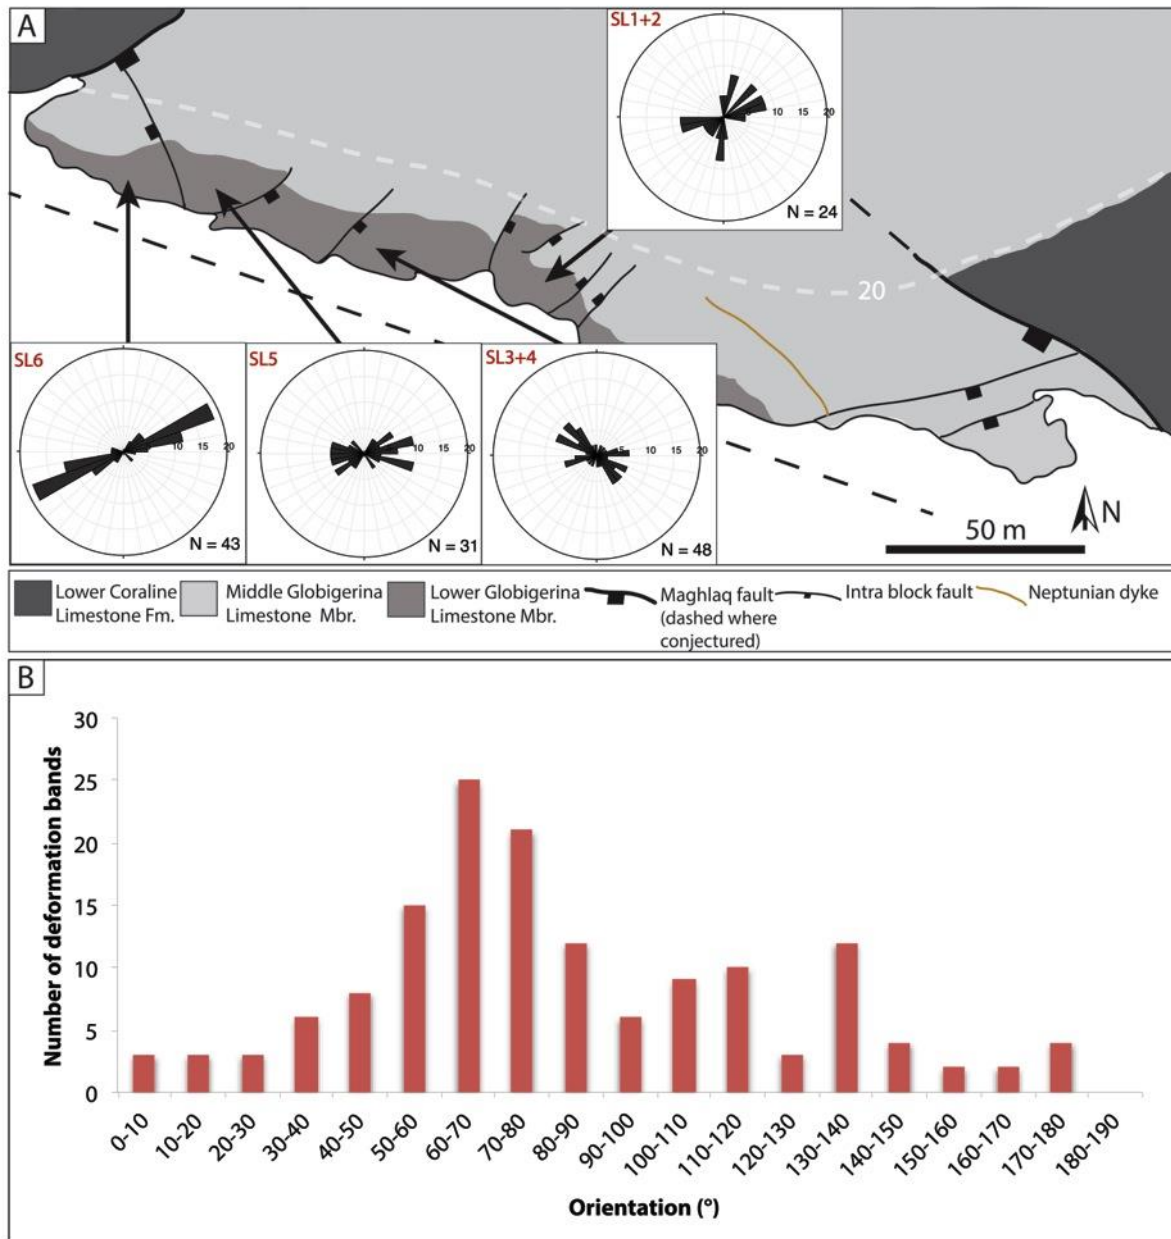 A
SL1+2
10 15 20
N = 24
20
SL6
10 15 20
N = 43
SL5
10 15 20
N = 31
SL3+4
5 10 15 20
N = 48
N
50 m
Lower Coraline
Limestone Fm.
Middle Globigerina
Limestone Mbr.
Lower Globigerina
Limestone Mbr.
Maghlaq fault
(dashed where
conjectured)
Intra block fault
Neptunian dyke
B
Number of deformation bands
30
25
20
15
10
5
0
0-10
10-20
20-30
30-40
40-50
50-60
60-70
70-80
80-90
90-100
100-110
110-120
120-130
130-140
140-150
150-160
160-170
170-180
180-190
Orientation (°)